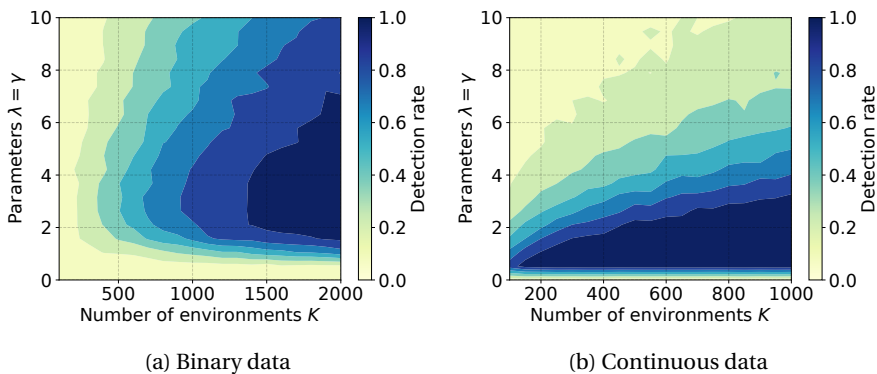 10
8
6
4
2
0
Parameters λ = γ
500 1000 1500 2000
Number of environments K
1.0
0.8
0.6
0.4
0.2
0.0
Detection rate
(a) Binary data
10
8
6
4
2
0
Parameters λ = γ
200 400 600 800 1000
Number of environments K
1.0
0.8
0.6
0.4
0.2
0.0
Detection rate
(b) Continuous data